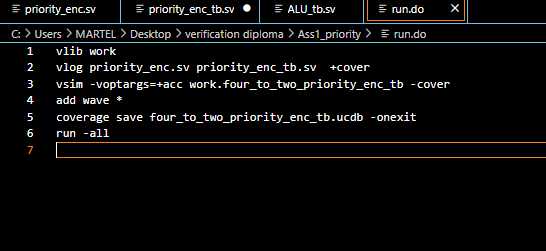 priority_enc.sv priority_enc_tb.sv ALU_tb.sv run.do
C: > Users > MARTEL > Desktop > verification diploma > Ass1_priority > run.do
1 vlib work
2 vlog priority_enc.sv priority_enc_tb.sv  +cover
3 vsim -voptargs=+acc work.four_to_two_priority_enc_tb -cover
4 add wave *
5 coverage save four_to_two_priority_enc_tb.ucdb -onexit
6 run -all
7